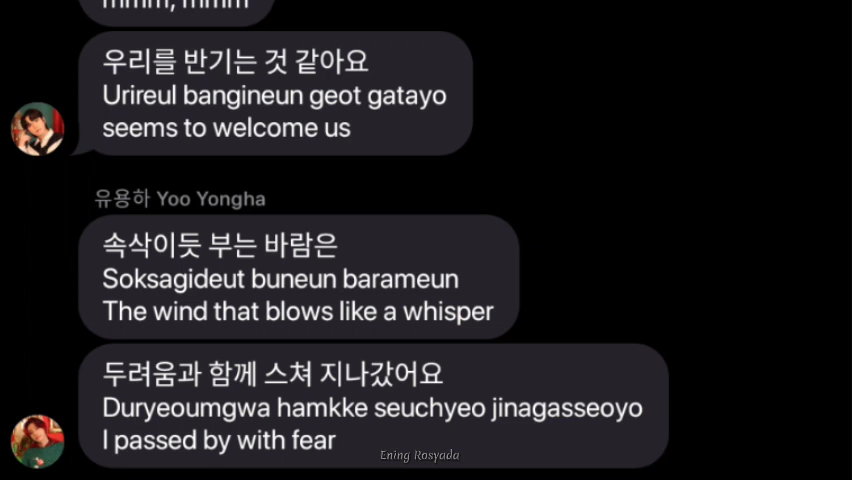 mmm, mmm
우리를 반기는 것 같아요
Urireul bangineun geot gatayo
seems to welcome us
유용하 Yoo Yongha
속삭이듯 부는 바람은
Soksagideut buneun barameun
The wind that blows like a whisper
두려움과 함께 스쳐 지나갔어요
Duryeoumgwa hamkke seuchyeo jinagasseoyo
I passed by with fear
Ening Rosyada